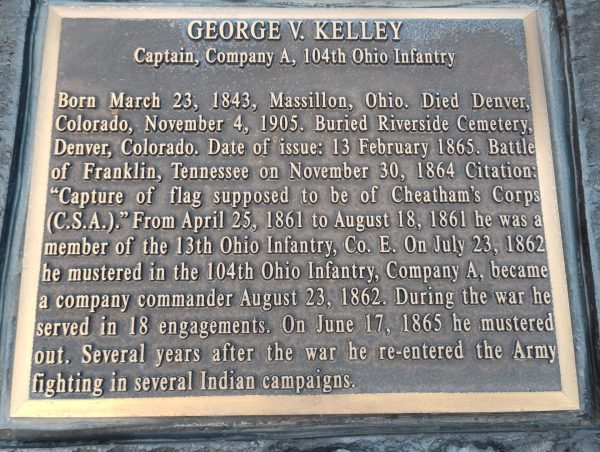 GEORGE V. KELLEY
Captain, Company A, 104th Ohio Infantry
Born March 23, 1843, Massillon, Ohio. Died Denver,
Colorado, November 4, 1905. Buried Riverside Cemetery,
Denver, Colorado. Date of issue: 13 February 1865. Battle
of Franklin, Tennessee on November 30, 1864 Citation:
"Capture of flag supposed to be of Cheatham's Corps
(C.S.A.)." From April 25, 1861 to August 18, 1861 he was a
member of the 13th Ohio Infantry, Co. E. On July 23, 1862
he mustered in the 104th Ohio Infantry, Company A, became
a company commander August 23, 1862. During the war he
served in 18 engagements. On June 17, 1865 he mustered
out. Several years after the war he re-entered the Army
fighting in several Indian campaigns.